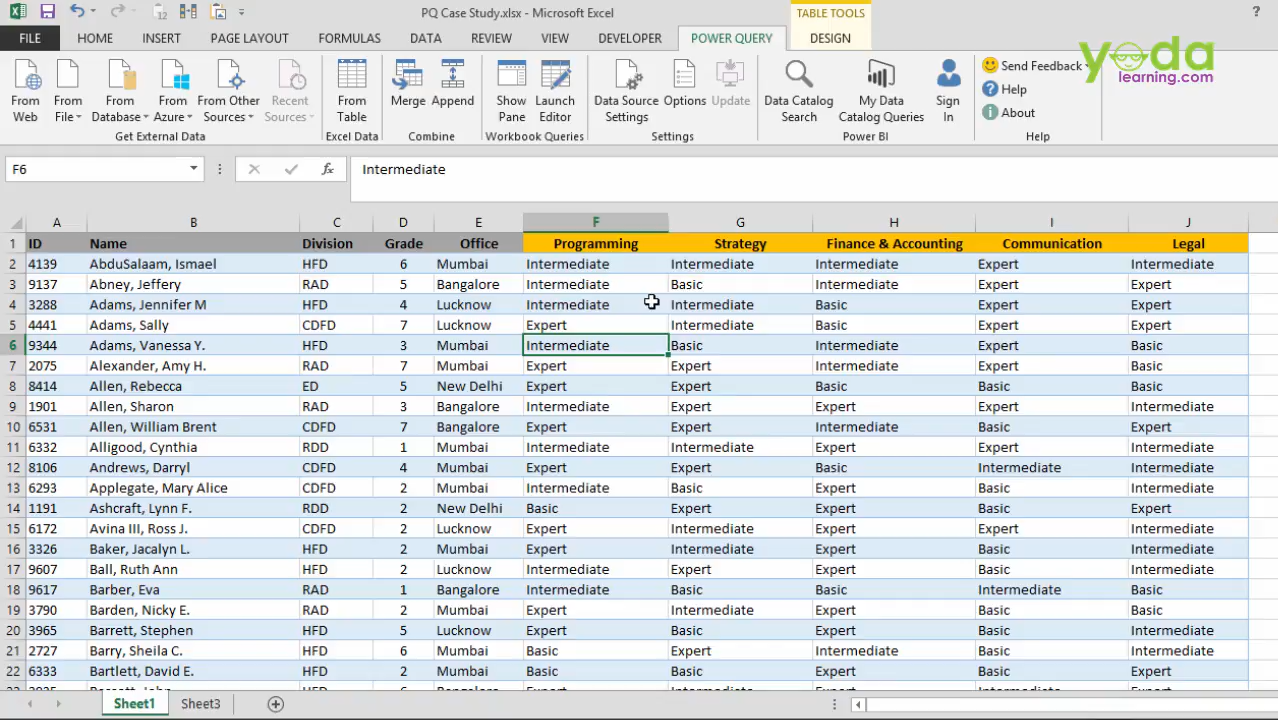 PQ Case Study.xlsx - Microsoft Excel
TABLE TOOLS
?
FILE HOME INSERT PAGE LAYOUT FORMULAS DATA REVIEW VIEW DEVELOPER POWER QUERY DESIGN
yoda
learning.com
From Web
From File
From Database
From Azure
From Other Sources
Recent Sources
Get External Data
From Table
Excel Data
Merge
Append
Combine
Show Pane
Launch Editor
Workbook Queries
Data Source Settings
Options
Update
Settings
Data Catalog Search
My Data Catalog Queries
Sign In
Power BI
Send Feedback
Help
About
Help
F6 fx Intermediate
A B C D E F G H I J
1 ID Name Division Grade Office Programming Strategy Finance & Accounting Communication Legal
2 4139 AbduSalaam, Ismael HFD 6 Mumbai Intermediate Intermediate Intermediate Expert Intermediate
3 9137 Abney, Jeffery RAD 5 Bangalore Intermediate Basic Intermediate Expert Expert
4 3288 Adams, Jennifer M HFD 4 Lucknow Intermediate Intermediate Basic Expert Expert
5 4441 Adams, Sally CDFD 7 Lucknow Expert Intermediate Basic Expert Expert
6 9344 Adams, Vanessa Y. HFD 3 Mumbai Intermediate Basic Intermediate Expert Basic
7 2075 Alexander, Amy H. RAD 7 Mumbai Expert Expert Intermediate Expert Basic
8 8414 Allen, Rebecca ED 5 New Delhi Expert Expert Basic Basic Basic
9 1901 Allen, Sharon RAD 3 Bangalore Intermediate Expert Expert Expert Intermediate
10 6531 Allen, William Brent CDFD 7 Bangalore Expert Expert Intermediate Basic Expert
11 6332 Alligood, Cynthia RDD 1 Mumbai Intermediate Intermediate Expert Expert Intermediate
12 8106 Andrews, Darryl CDFD 4 Mumbai Expert Expert Basic Intermediate Intermediate
13 6293 Applegate, Mary Alice CDFD 2 Mumbai Intermediate Basic Expert Basic Intermediate
14 1191 Ashcraft, Lynn F. RDD 2 New Delhi Basic Expert Expert Basic Expert
15 6172 Avina III, Ross J. CDFD 2 Lucknow Expert Intermediate Expert Expert Intermediate
16 3326 Baker, Jacalyn L. HFD 2 Mumbai Expert Intermediate Expert Basic Intermediate
17 9607 Ball, Ruth Ann HFD 2 Lucknow Intermediate Expert Expert Basic Intermediate
18 9617 Barber, Eva RAD 1 Bangalore Intermediate Basic Expert Intermediate Basic
19 3790 Barden, Nicky E. RAD 2 Mumbai Expert Intermediate Expert Basic Basic
20 3965 Barrett, Stephen HFD 5 Lucknow Expert Basic Expert Basic Intermediate
21 2727 Barry, Sheila C. HFD 6 Mumbai Basic Expert Intermediate Basic Expert
22 6333 Bartlett, David E. HFD 2 Mumbai Basic Basic Expert Basic Expert
Sheet1 Sheet3